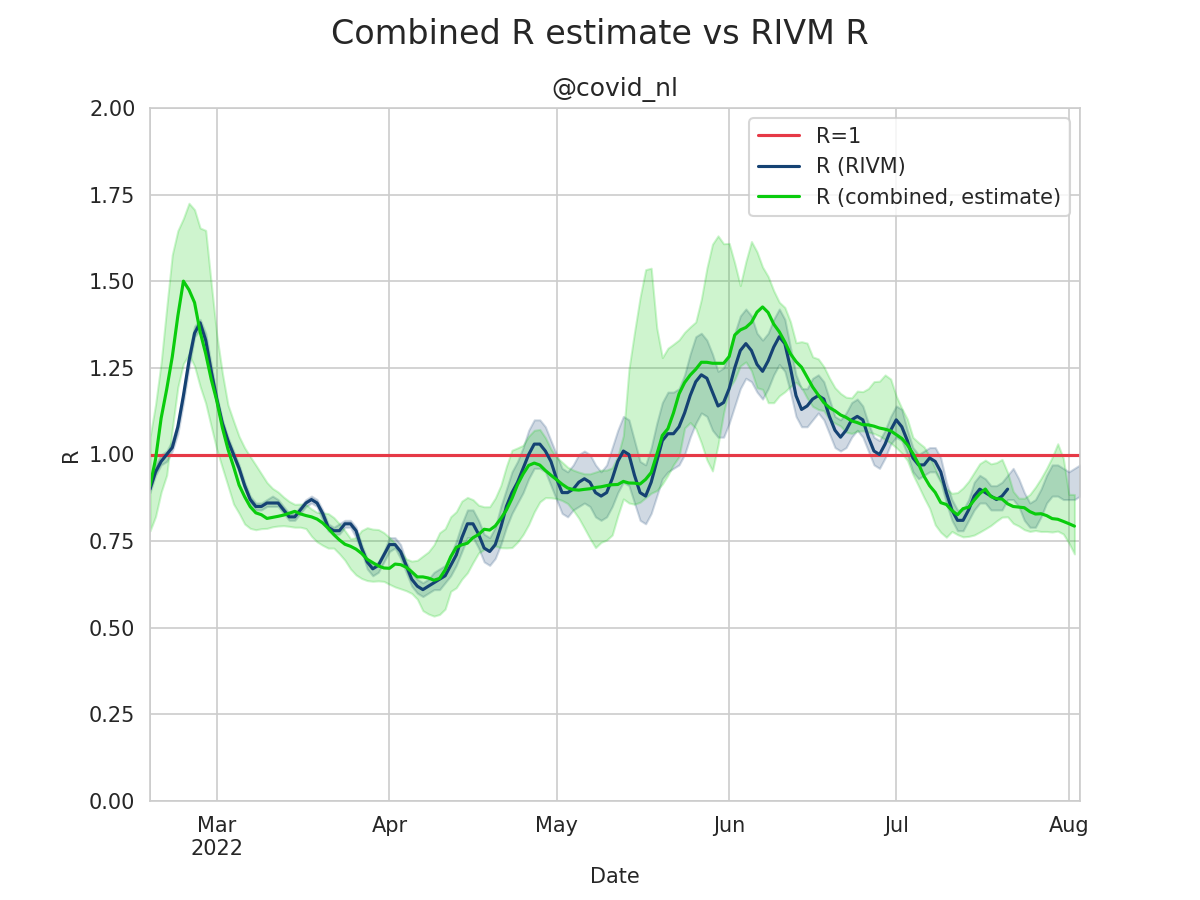 Combined R estimate vs RIVM R
@covid_nl
R=1
R (RIVM)
R (combined, estimate)
2.00
1.75
1.50
1.25
1.00
0.75
0.50
0.25
0.00
R
Mar Apr May Jun Jul Aug
2022
Date